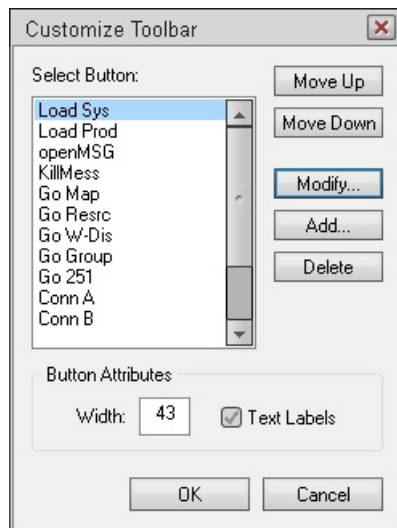 Customize Toolbar
Select Button:
Load Sys
Load Prod
openMSG
KillMess
Go Map
Go Resrc
Go W-Dis
Go Group
Go 251
Conn A
Conn B
Move Up
Move Down
Modify...
Add...
Delete
Button Attributes
Width: 43 Text Labels
OK Cancel